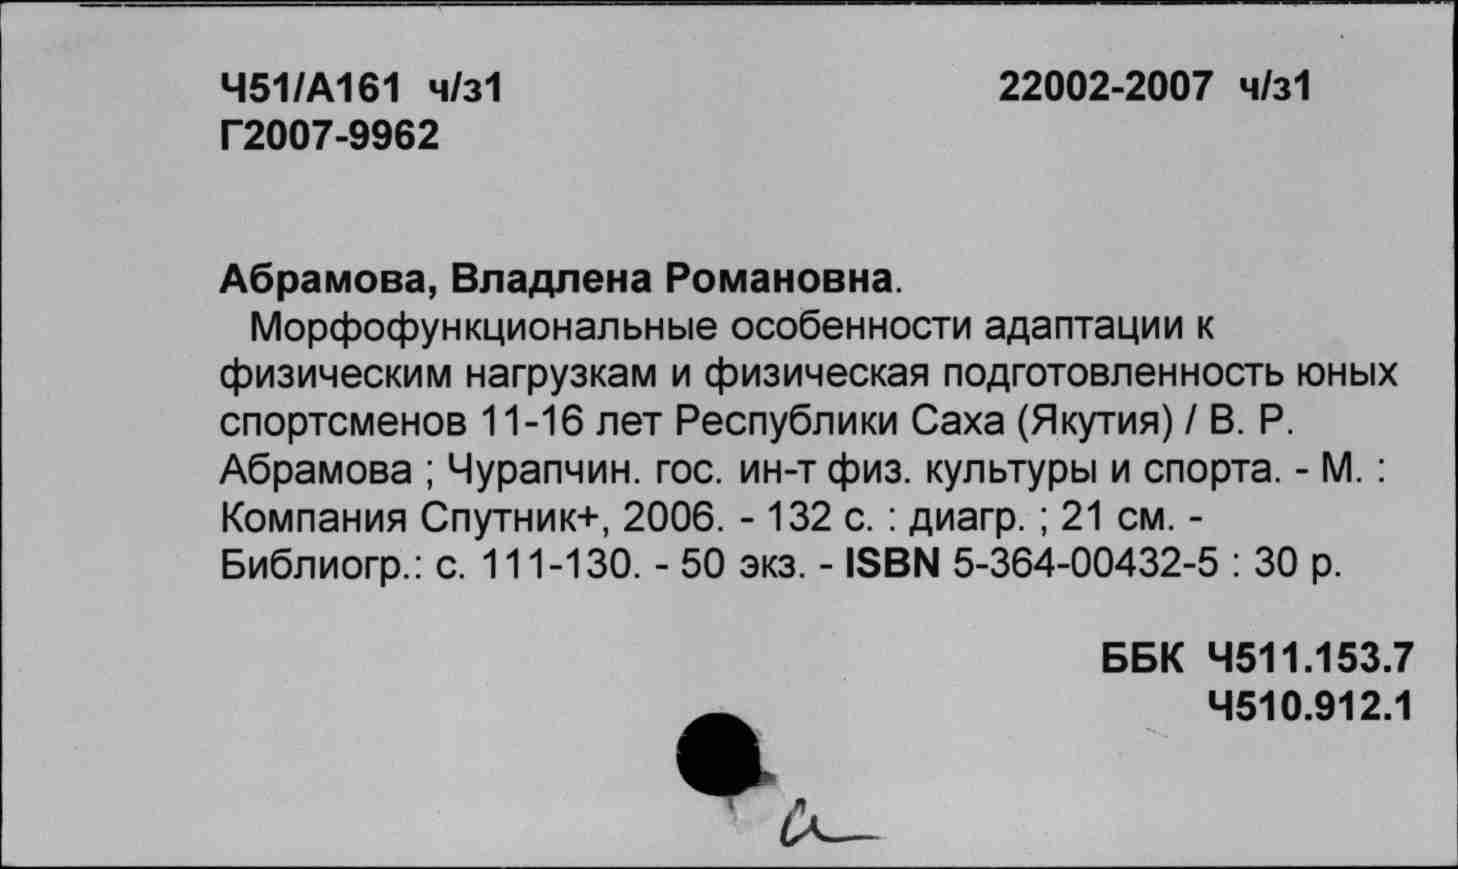 Ч51/А161 ч/з1 22002-2007 ч/з1
Г2007-9962
Абрамова, Владлена Романовна.
Морфофункциональные особенности адаптации к
физическим нагрузкам и физическая подготовленность юных
спортсменов 11-16 лет Республики Саха (Якутия) / В. Р.
Абрамова ; Чурапчин. гос. ин-т физ. культуры и спорта. - М. :
Компания Спутник+, 2006. - 132 с. : диагр. ; 21 см. -
Библиогр.: с. 111-130. - 50 экз. - ISBN 5-364-00432-5 : 30 р.
ББК Ч511.153.7
Ч510.912.1